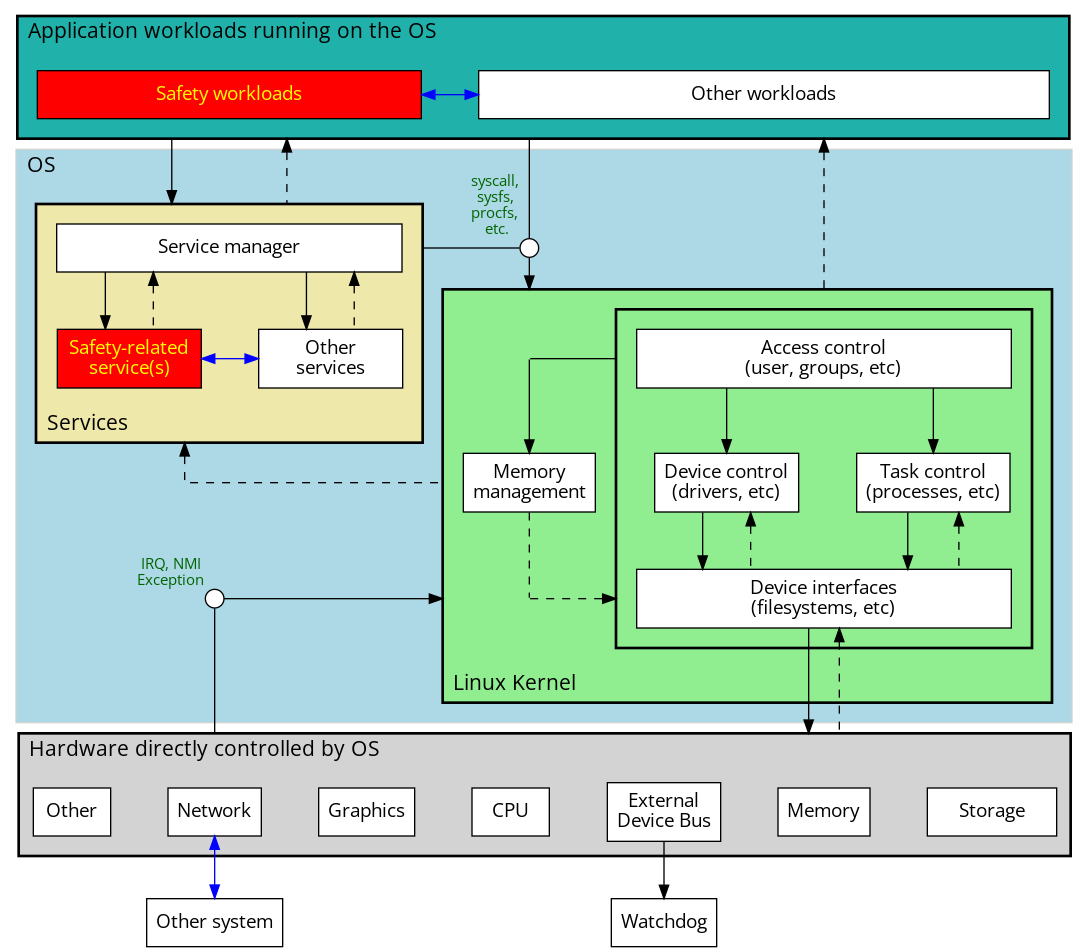 Application workloads running on the OS
Safety workloads
Other workloads
OS
syscall,
sysfs,
procfs,
etc.
Service manager
Safety-related
service(s)
Other
services
Services
Access control
(user, groups, etc)
Memory
management
Device control
(drivers, etc)
Task control
(processes, etc)
IRQ, NMI
Exception
Device interfaces
(filesystems, etc)
Linux Kernel
Hardware directly controlled by OS
Other
Network
Graphics
CPU
External
Device Bus
Memory
Storage
Other system
Watchdog